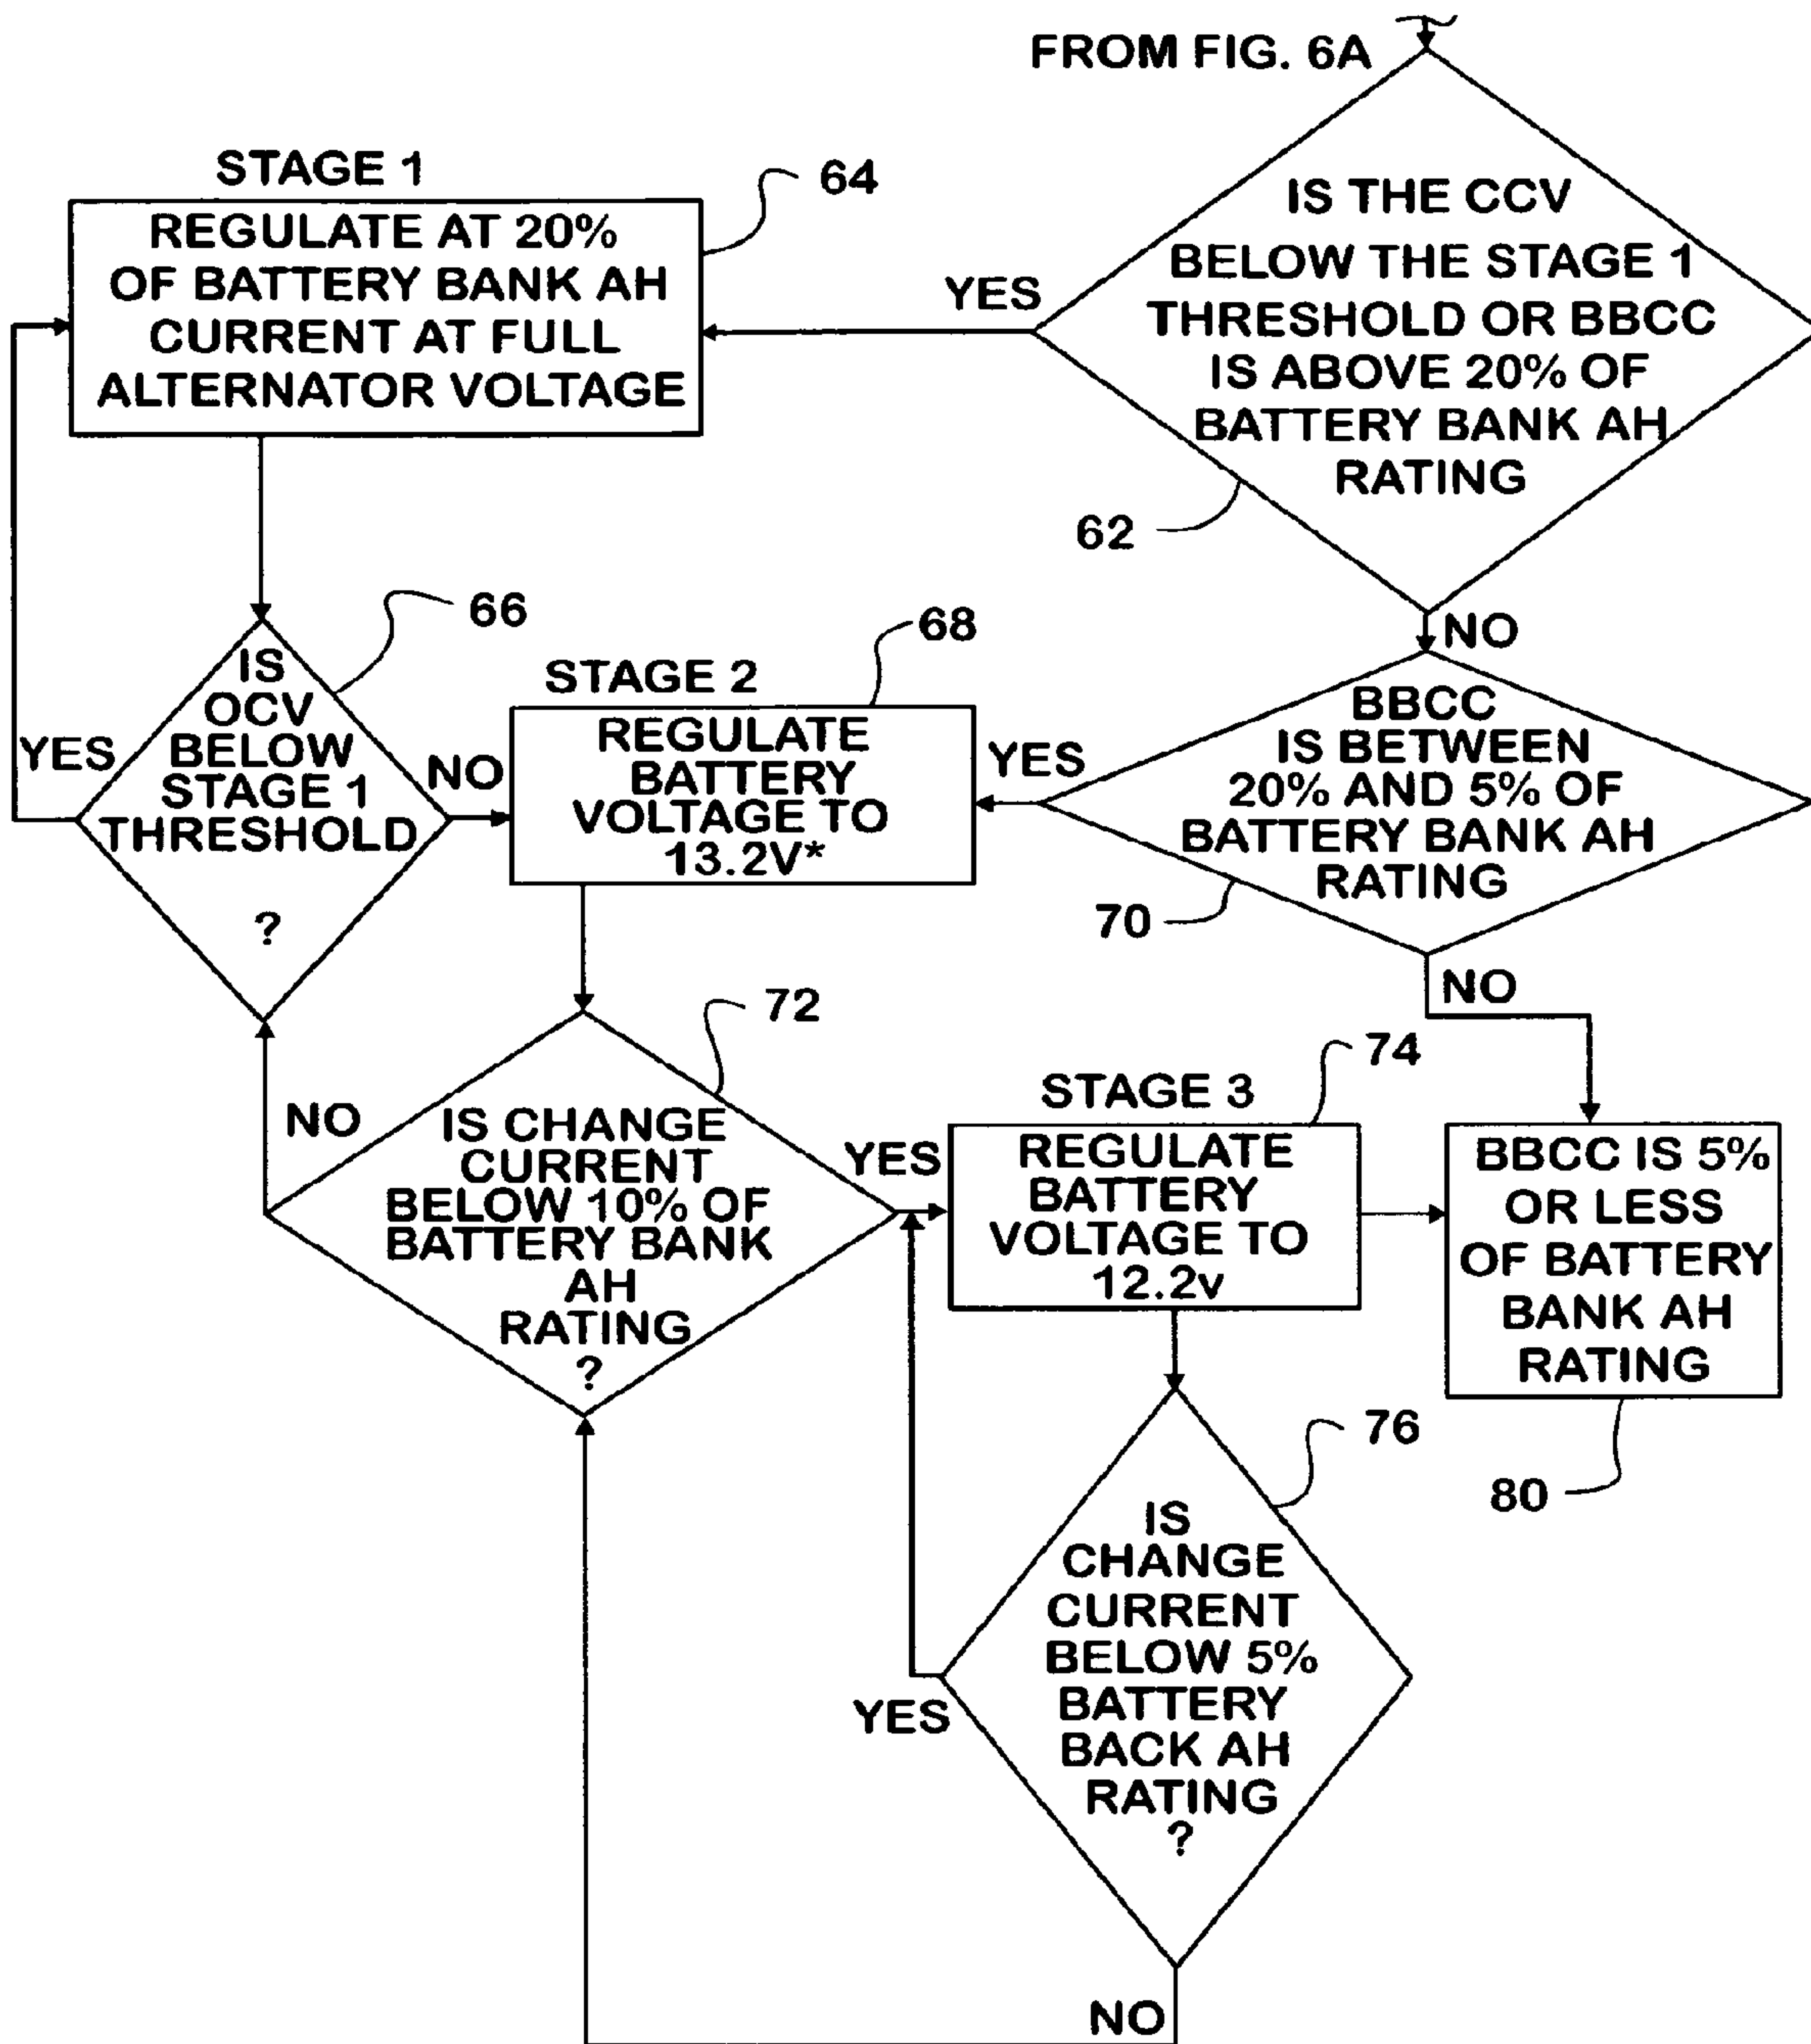 FROM FIG. 6A
IS THE CCV
BELOW THE STAGE 1
THRESHOLD OR BBCC
IS ABOVE 20% OF
BATTERY BANK AH
RATING
62
YES
NO
STAGE 1
64
REGULATE AT 20%
OF BATTERY BANK AH
CURRENT AT FULL
ALTERNATOR VOLTAGE
66
IS
OCV
BELOW
STAGE 1
THRESHOLD
?
YES
NO
STAGE 2
68
REGULATE
BATTERY
VOLTAGE TO
13.2V*
BBCC
IS BETWEEN
20% AND 5% OF
BATTERY BANK AH
RATING
70
YES
NO
72
IS CHANGE
CURRENT
BELOW 10% OF
BATTERY BANK
AH
RATING
?
NO
YES
STAGE 3
74
REGULATE
BATTERY
VOLTAGE TO
12.2v
BBCC IS 5%
OR LESS
OF BATTERY
BANK AH
RATING
80
76
IS
CHANGE
CURRENT
BELOW 5%
BATTERY
BACK AH
RATING
?
YES
NO